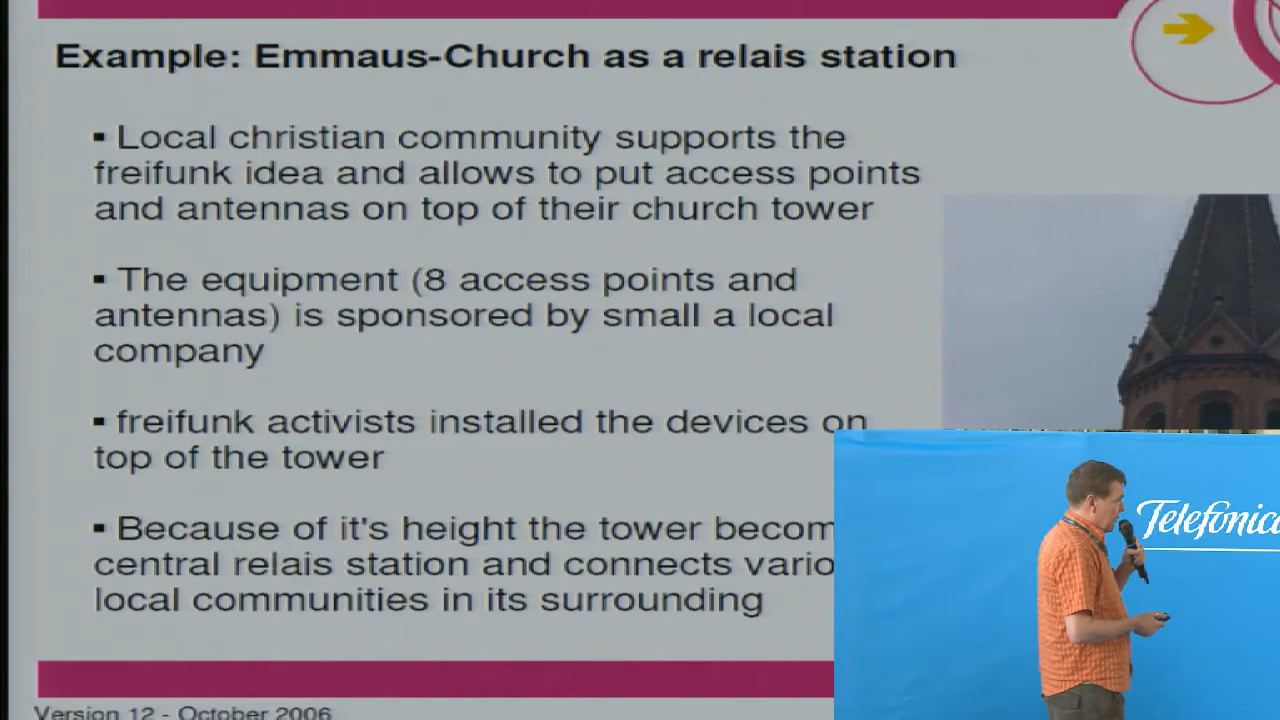 Example: Emmaus-Church as a relais station
▪ Local christian community supports the
freifunk idea and allows to put access points
and antennas on top of their church tower
▪ The equipment (8 access points and
antennas) is sponsored by small a local
company
▪ freifunk activists installed the devices on
top of the tower
▪ Because of it's height the tower becom
central relais station and connects vario
local communities in its surrounding
Telefónica
Version 12 - October 2006